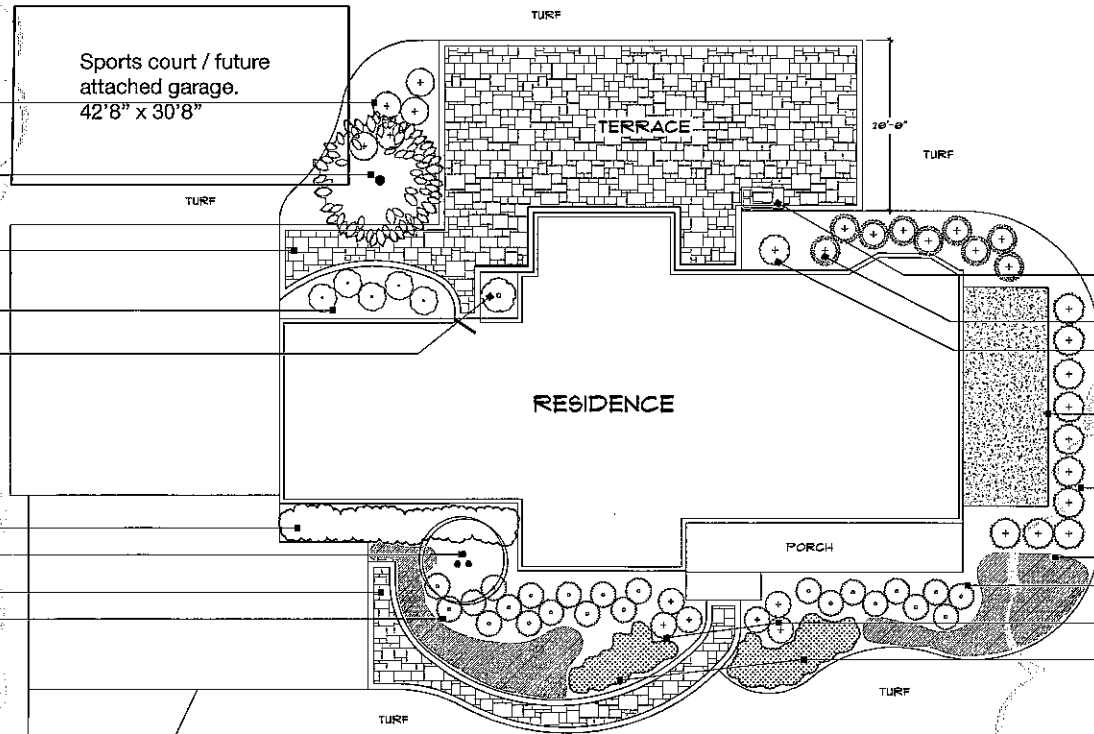 TURF
Sports court / future
attached garage.
42'8" x 30'8"
TERRACE
20'-0"
TURF
TURF
RESIDENCE
PORCH
TURF
TURF